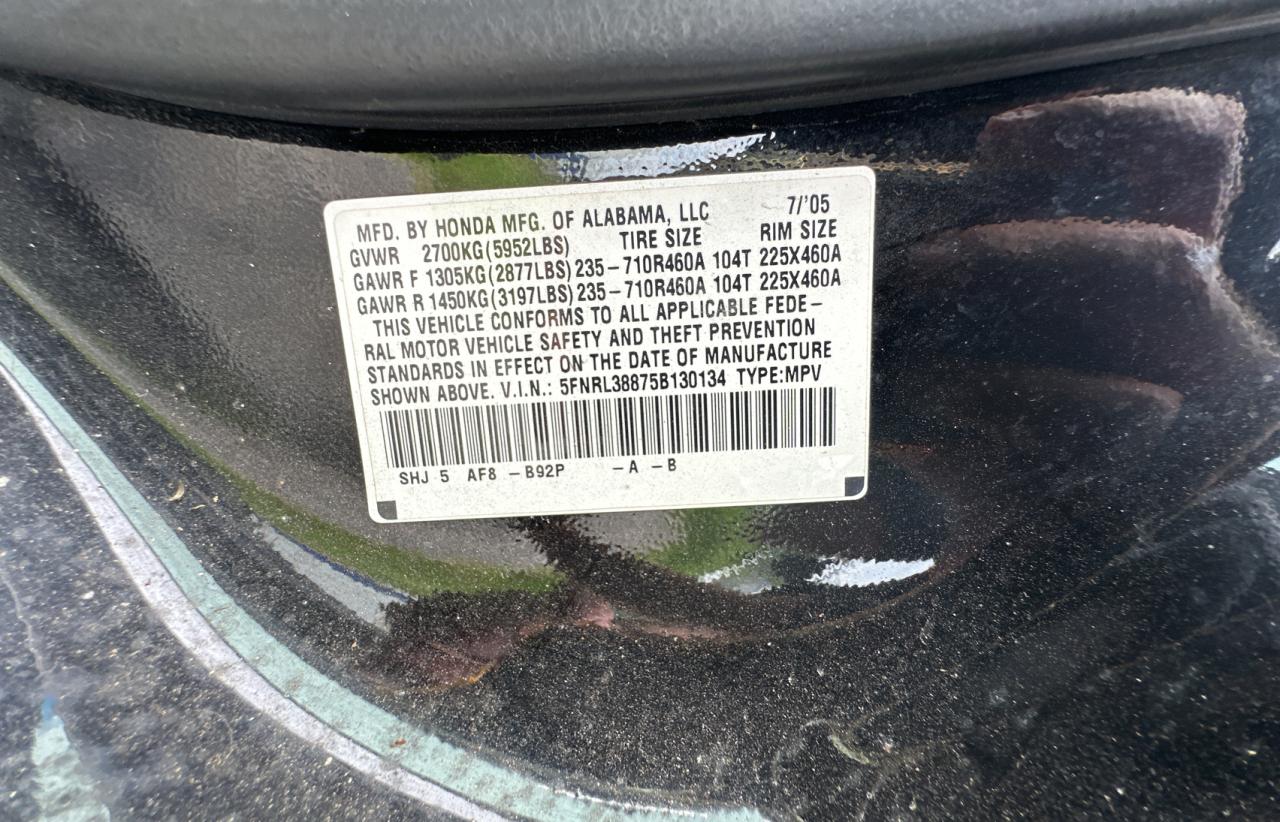 MFD. BY HONDA MFG. OF ALABAMA, LLC 7/'05
GVWR 2700KG(5952LBS) TIRE SIZE RIM SIZE
GAWR F 1305KG(2877LBS) 235-710R460A 104T 225X460A
GAWR R 1450KG(3197LBS) 235-710R460A 104T 225X460A
THIS VEHICLE CONFORMS TO ALL APPLICABLE FEDE-
RAL MOTOR VEHICLE SAFETY AND THEFT PREVENTION
STANDARDS IN EFFECT ON THE DATE OF MANUFACTURE
SHOWN ABOVE. V.I.N.: 5FNRL38875B130134 TYPE:MPV
SHJ 5 AF8 -B92P -A -B